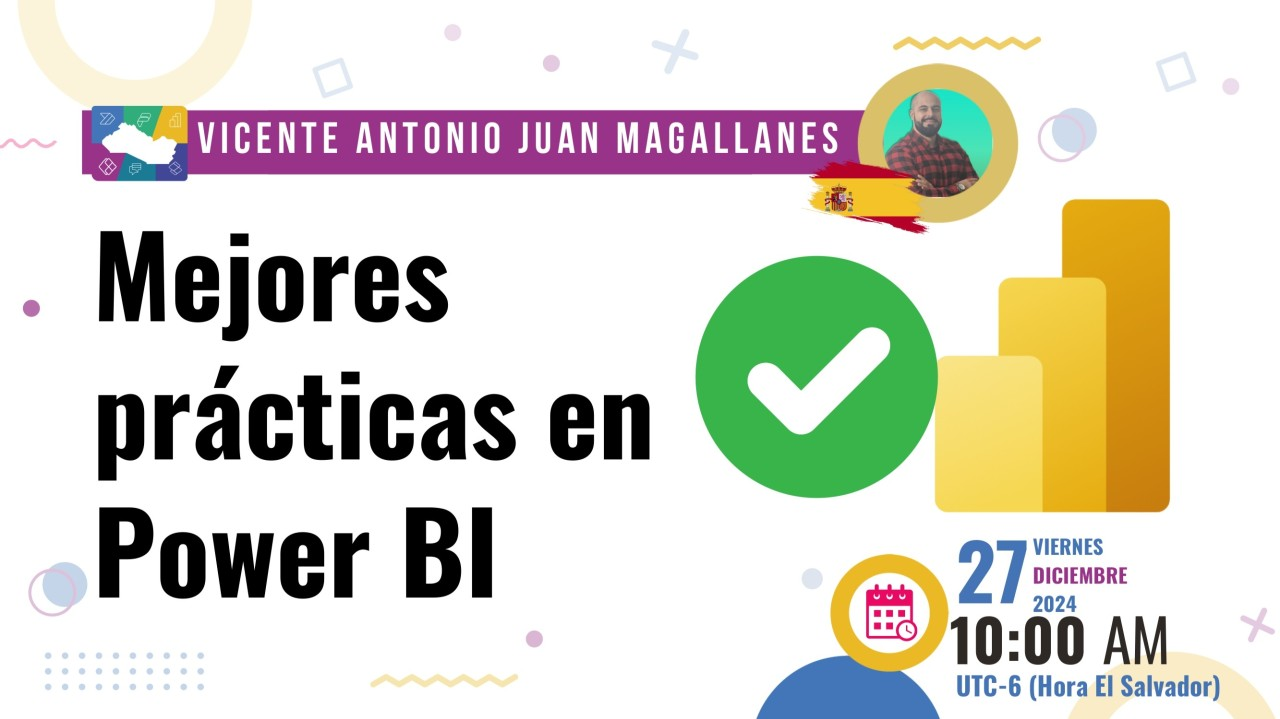 VICENTE ANTONIO JUAN MAGALLANES
Mejores
prácticas en
Power BI
27
VIERNES
DICIEMBRE
2024
10:00 AM
UTC-6 (Hora El Salvador)